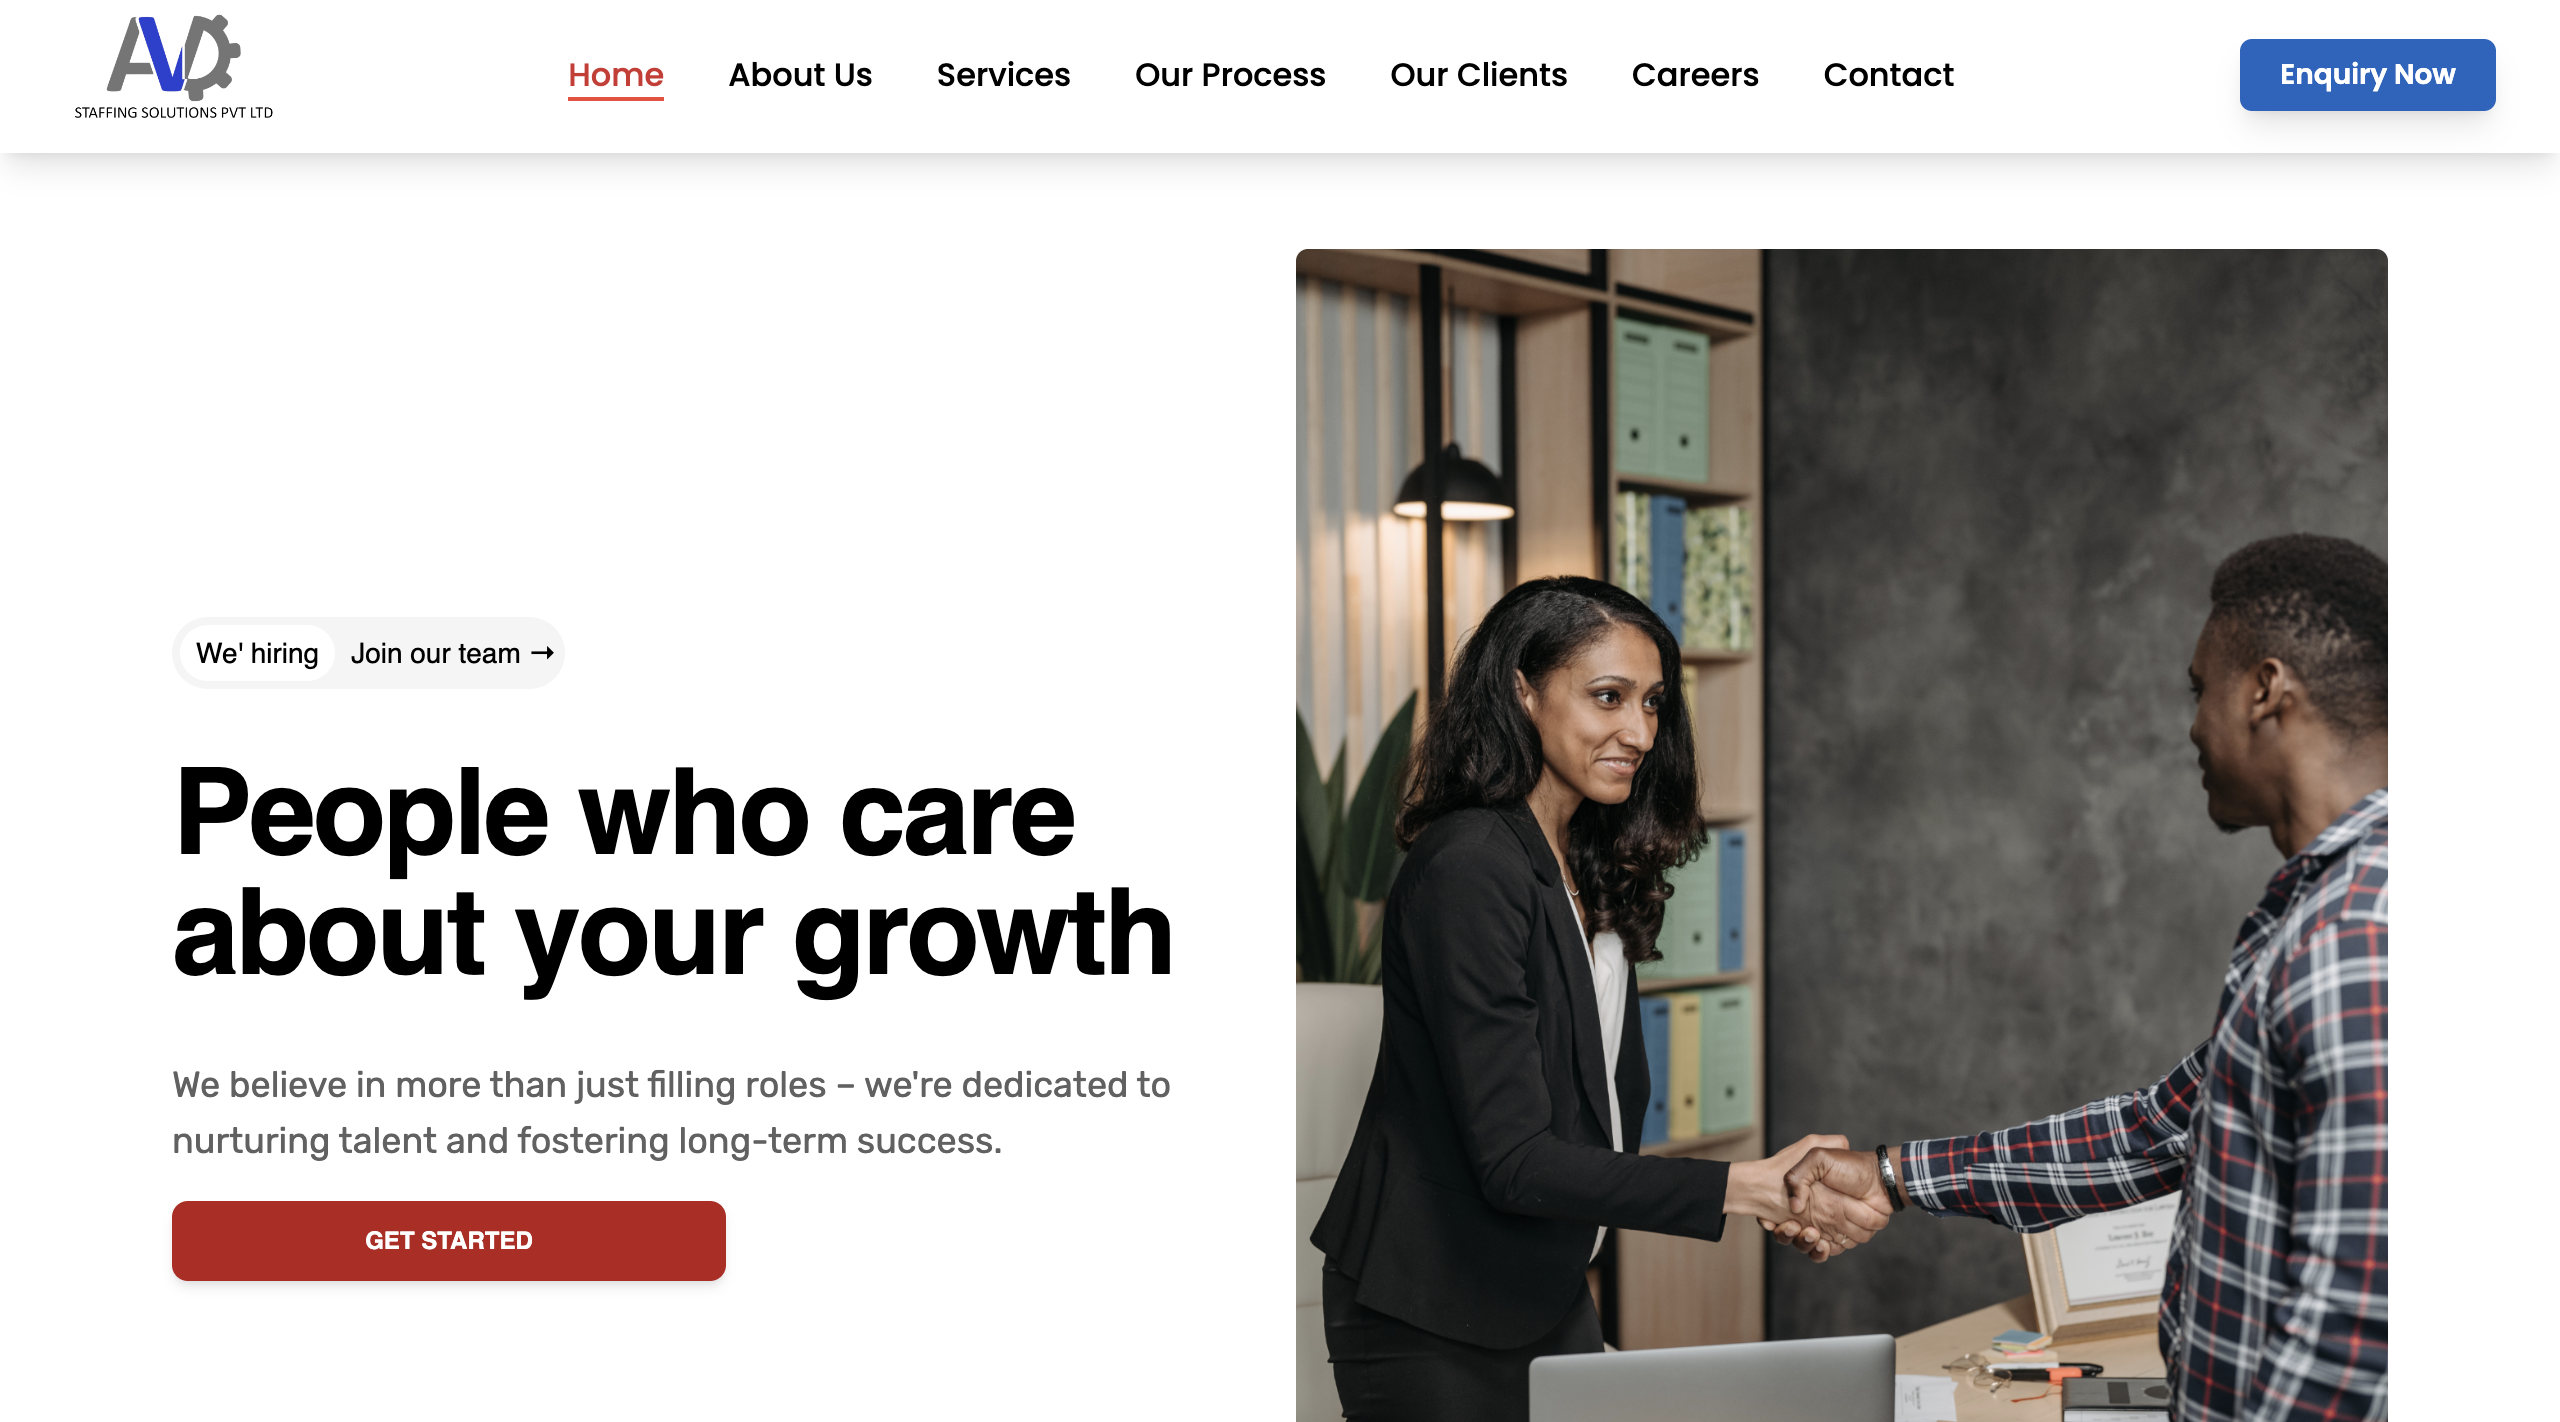 AVD
STAFFING SOLUTIONS PVT LTD
Home
About Us
Services
Our Process
Our Clients
Careers
Contact
Enquiry Now
We' hiring
Join our team →
People who care
about your growth
We believe in more than just filling roles – we're dedicated to
nurturing talent and fostering long-term success.
GET STARTED